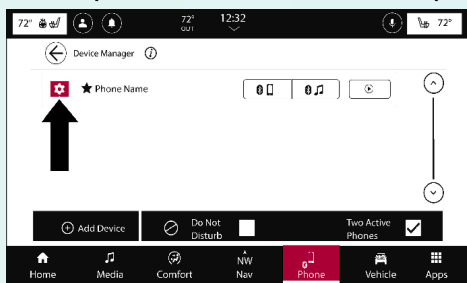 72° 72° 12:32 72°
OUT
Device Manager
Phone Name
Add Device Do Not Disturb Two Active Phones
Home Media Comfort NW Nav Phone Vehicle Apps